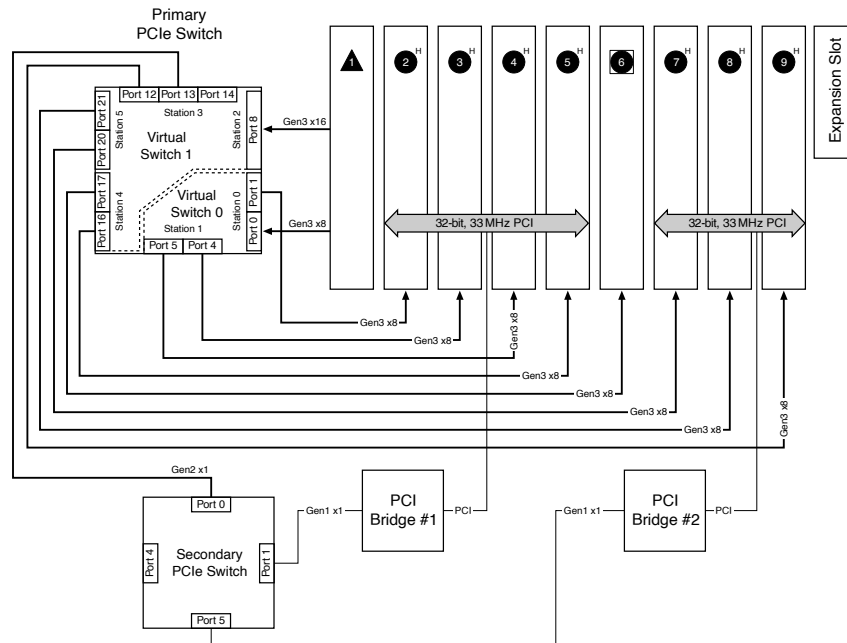 Primary
PCIe Switch
1
2 H
3 H
4 H
5 H
6
7 H
8 H
9 H
Expansion Slot
Port 12
Port 13
Port 14
Port 21
Station 5
Station 3
Station 2
Port 8
Gen3 x16
Port 20
Virtual
Switch 1
Port 17
Station 4
Port 16
Virtual
Switch 0
Station 0
Port 1
Port 0
Gen3 x8
Station 1
Port 5
Port 4
32-bit, 33 MHz PCI
32-bit, 33 MHz PCI
Gen3 x8
Gen3 x8
Gen3 x8
Gen3 x8
Gen3 x8
Gen3 x8
Gen3 x8
Gen3 x8
Gen2 x1
Port 0
Secondary
PCIe Switch
Port 4
Port 1
Port 5
Gen1 x1
PCI
Bridge #1
PCI
Gen1 x1
PCI
Bridge #2
PCI